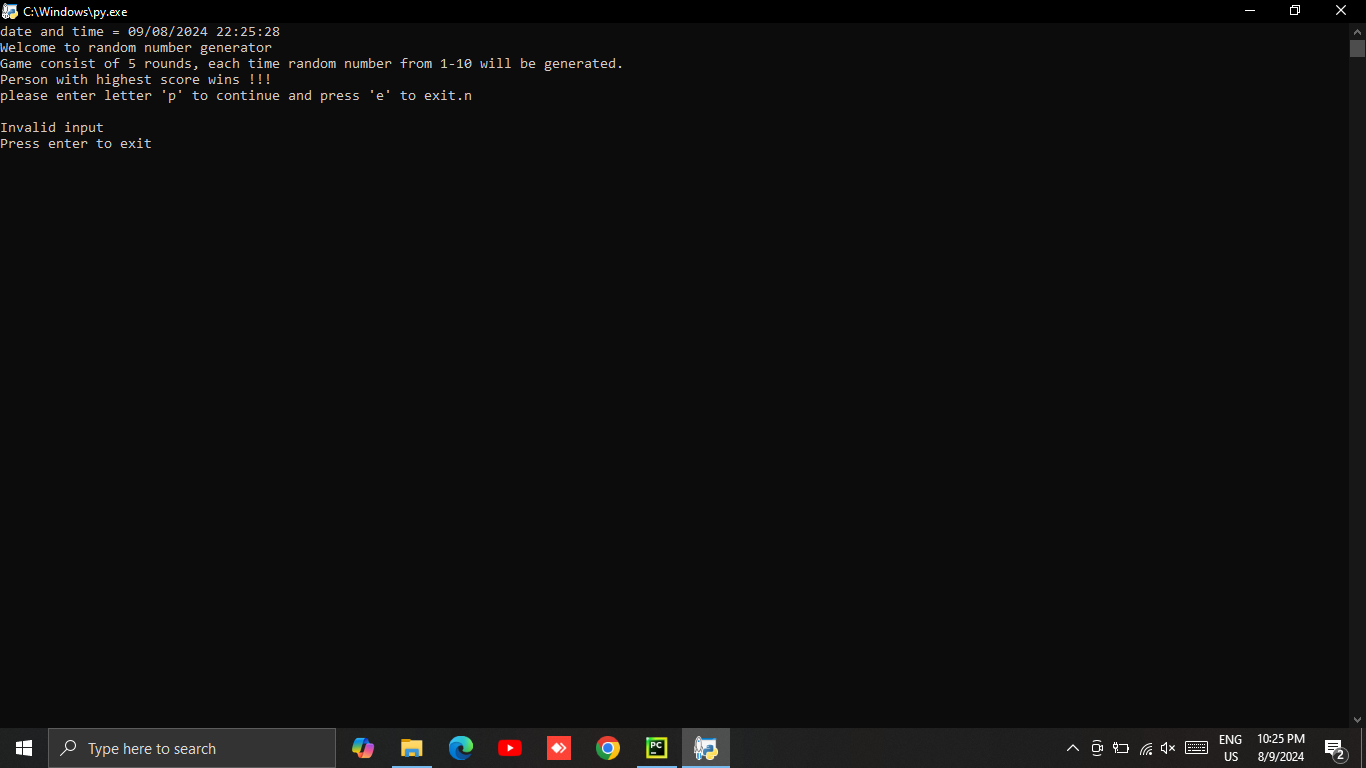 C:\Windows\py.exe
date and time = 09/08/2024 22:25:28
Welcome to random number generator
Game consist of 5 rounds, each time random number from 1-10 will be generated.
Person with highest score wins !!!
please enter letter 'p' to continue and press 'e' to exit.n
Invalid input
Press enter to exit
Type here to search
PC
ENG
US
10:25 PM
8/9/2024
2